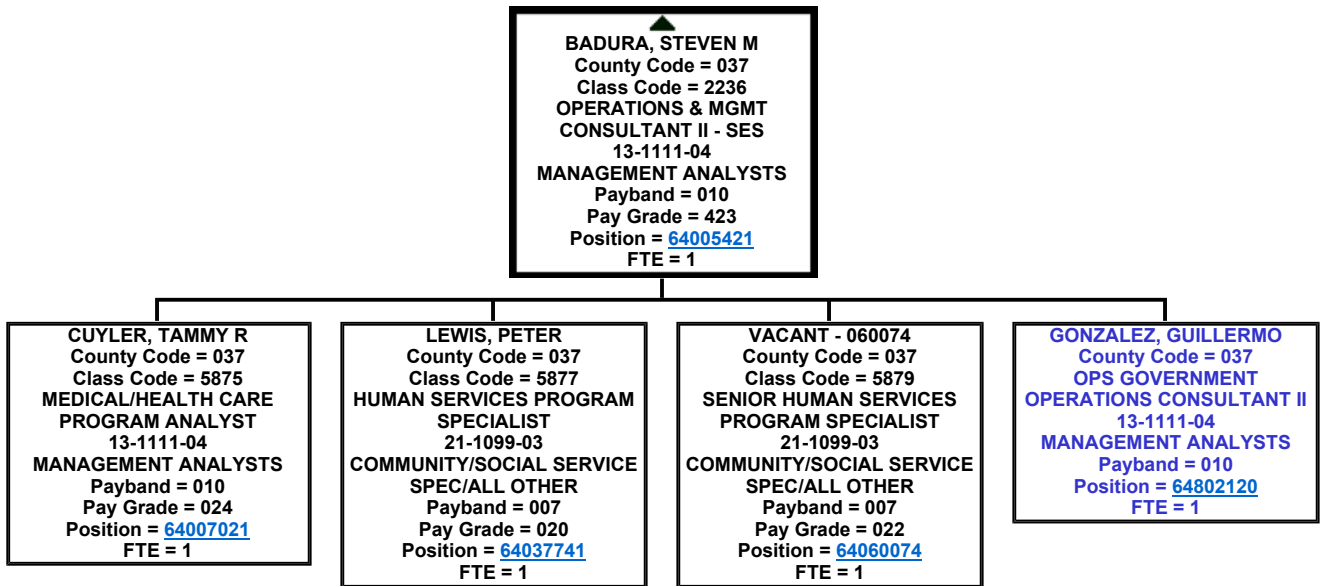 BADURA, STEVEN M
County Code = 037
Class Code = 2236
OPERATIONS & MGMT
CONSULTANT II - SES
13-1111-04
MANAGEMENT ANALYSTS
Payband = 010
Pay Grade = 423
Position = 64005421
FTE = 1
CUYLER, TAMMY R
County Code = 037
Class Code = 5875
MEDICAL/HEALTH CARE
PROGRAM ANALYST
13-1111-04
MANAGEMENT ANALYSTS
Payband = 010
Pay Grade = 024
Position = 64007021
FTE = 1
LEWIS, PETER
County Code = 037
Class Code = 5877
HUMAN SERVICES PROGRAM
SPECIALIST
21-1099-03
COMMUNITY/SOCIAL SERVICE
SPEC/ALL OTHER
Payband = 007
Pay Grade = 020
Position = 64037741
FTE = 1
VACANT - 060074
County Code = 037
Class Code = 5879
SENIOR HUMAN SERVICES
PROGRAM SPECIALIST
21-1099-03
COMMUNITY/SOCIAL SERVICE
SPEC/ALL OTHER
Payband = 007
Pay Grade = 022
Position = 64060074
FTE = 1
GONZALEZ, GUILLERMO
County Code = 037
OPS GOVERNMENT
OPERATIONS CONSULTANT II
13-1111-04
MANAGEMENT ANALYSTS
Payband = 010
Position = 64802120
FTE = 1